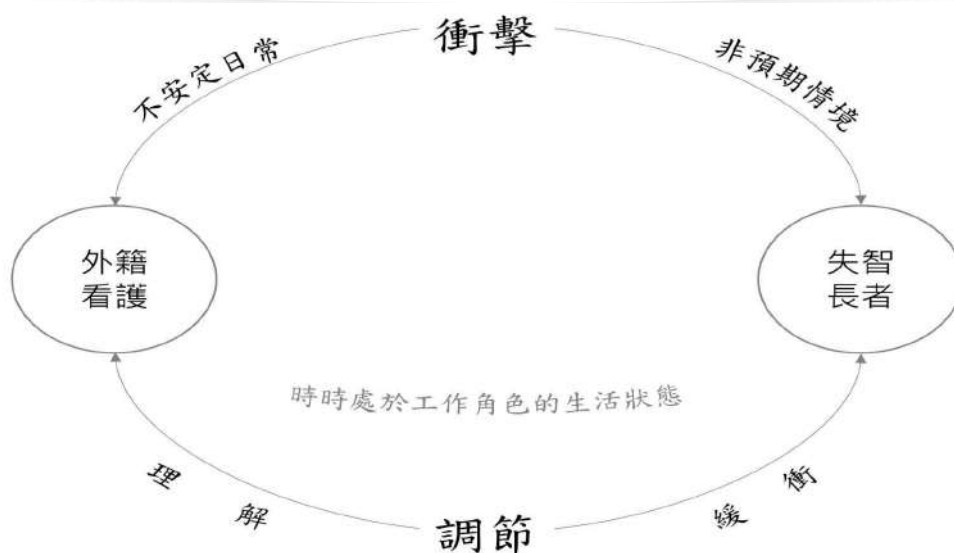 衝擊
不安定日常
非預期情境
外籍
看護
失智
長者
時時處於工作角色的生活狀態
理解
緩衝
調節